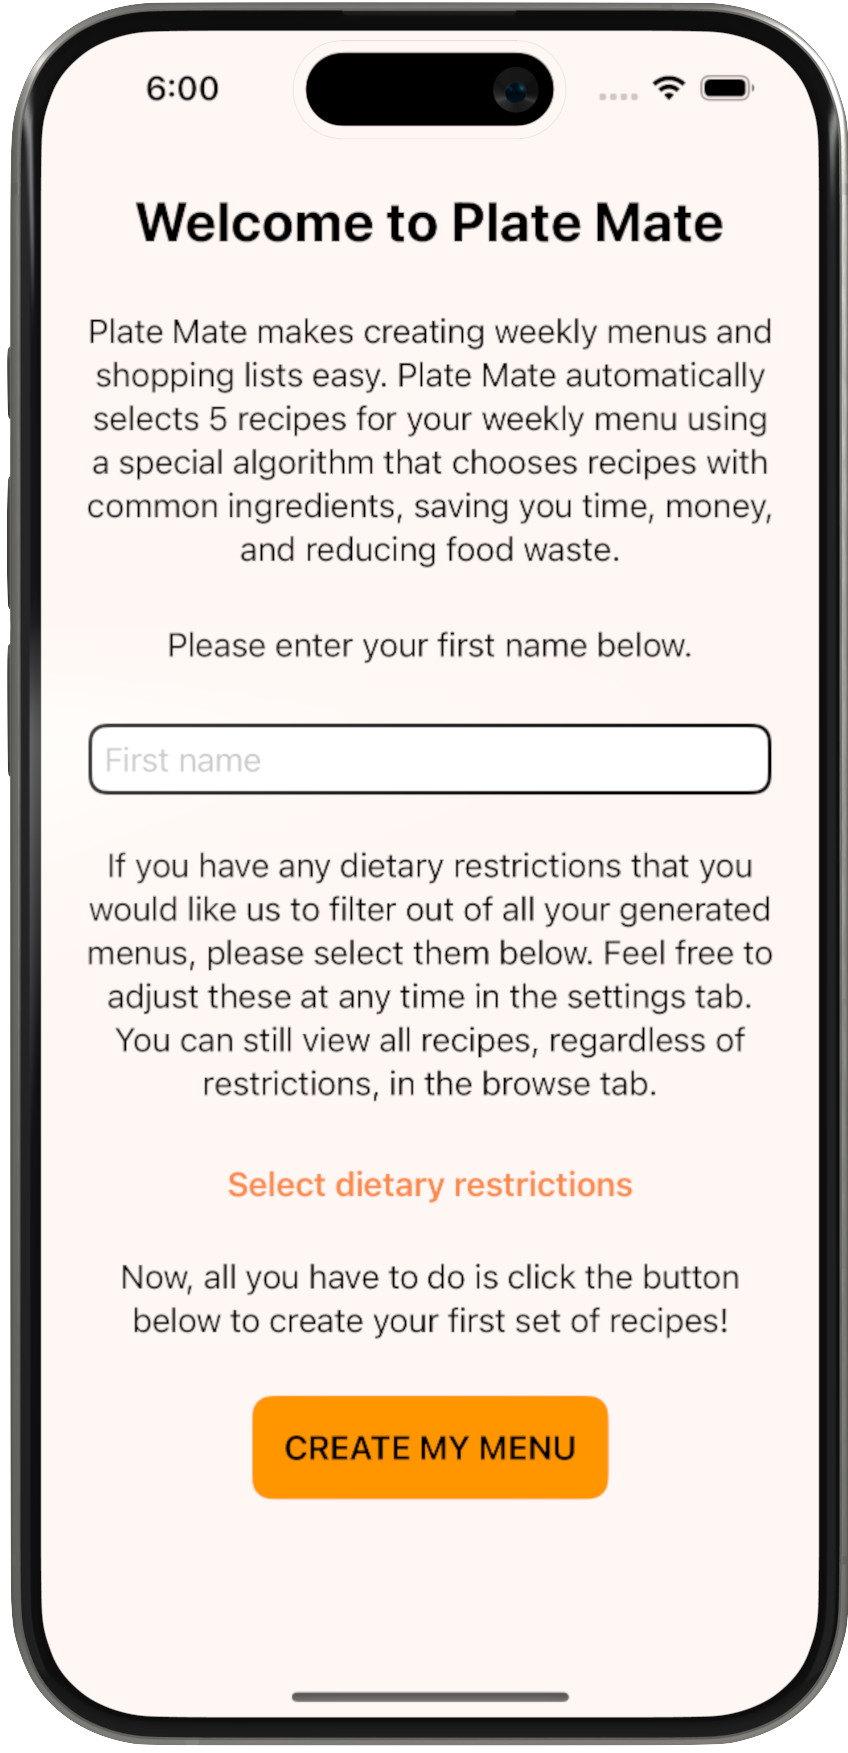 6:00
Welcome to Plate Mate
Plate Mate makes creating weekly menus and
shopping lists easy. Plate Mate automatically
selects 5 recipes for your weekly menu using
a special algorithm that chooses recipes with
common ingredients, saving you time, money,
and reducing food waste.
Please enter your first name below.
First name
If you have any dietary restrictions that you
would like us to filter out of all your generated
menus, please select them below. Feel free to
adjust these at any time in the settings tab.
You can still view all recipes, regardless of
restrictions, in the browse tab.
Select dietary restrictions
Now, all you have to do is click the button
below to create your first set of recipes!
CREATE MY MENU